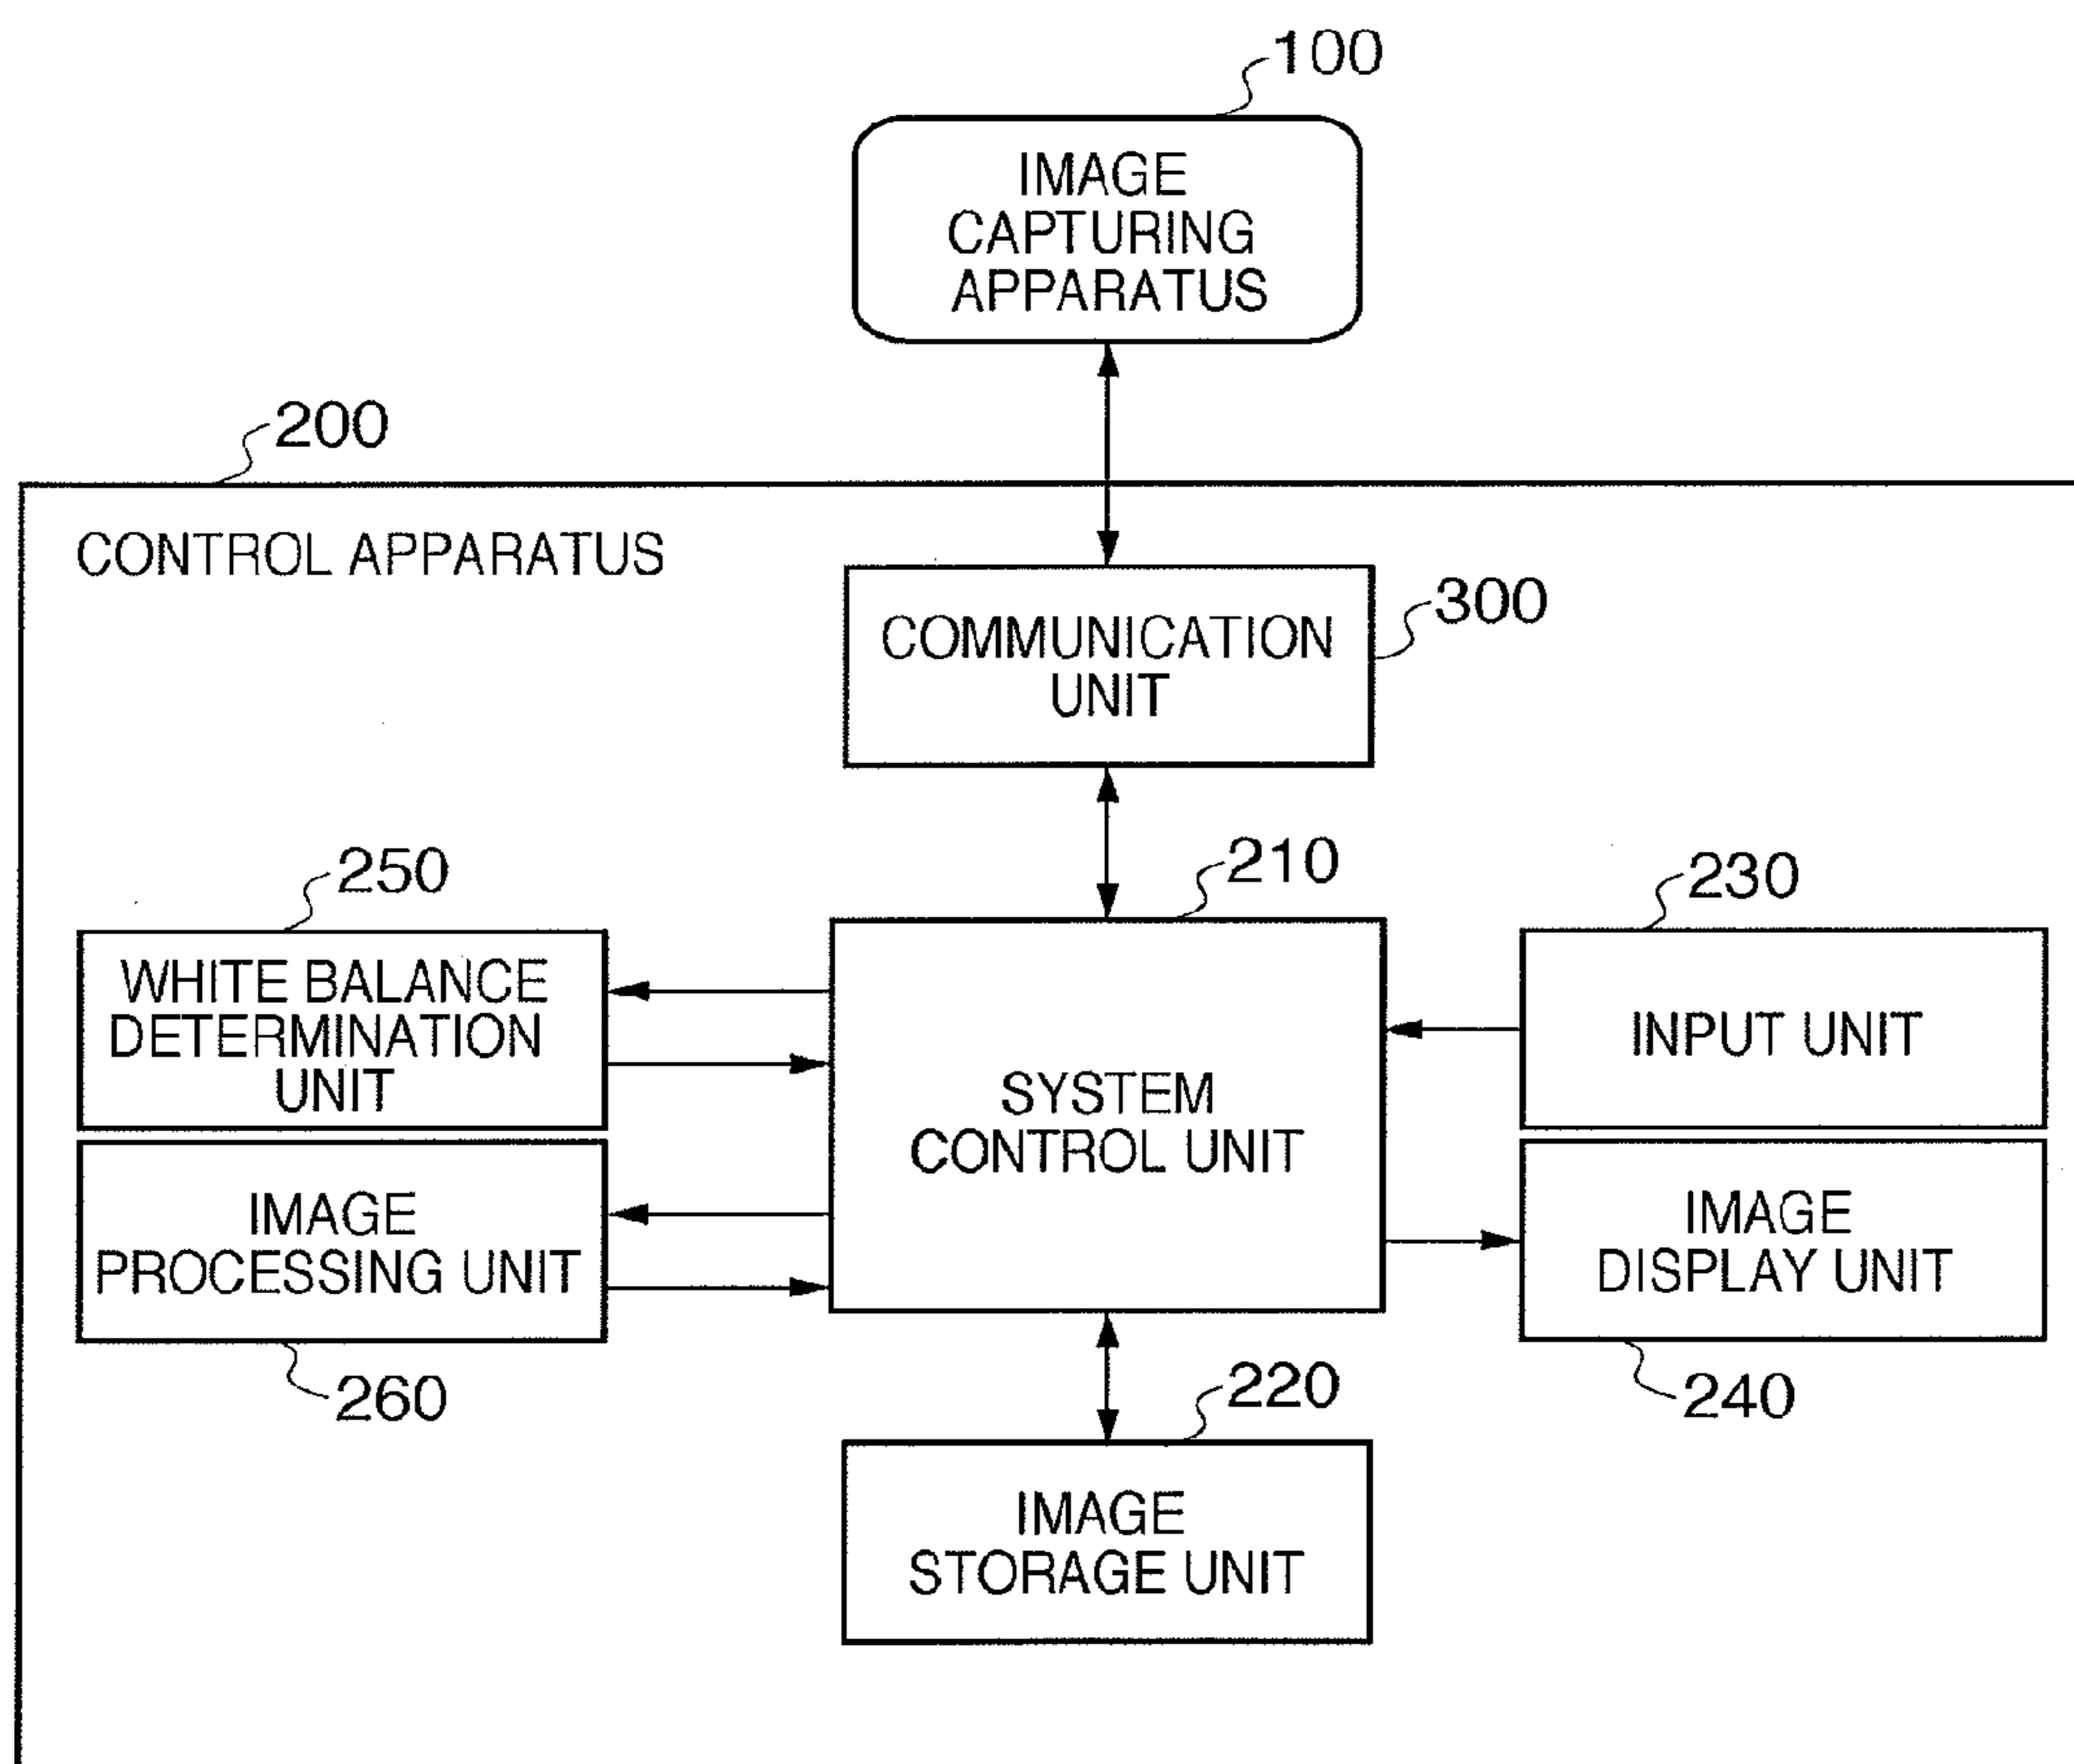 100
IMAGE
CAPTURING
APPARATUS
200
CONTROL APPARATUS
300
COMMUNICATION
UNIT
250
210
230
WHITE BALANCE
DETERMINATION
UNIT
INPUT UNIT
SYSTEM
CONTROL UNIT
IMAGE
PROCESSING UNIT
IMAGE
DISPLAY UNIT
260
220
240
IMAGE
STORAGE UNIT